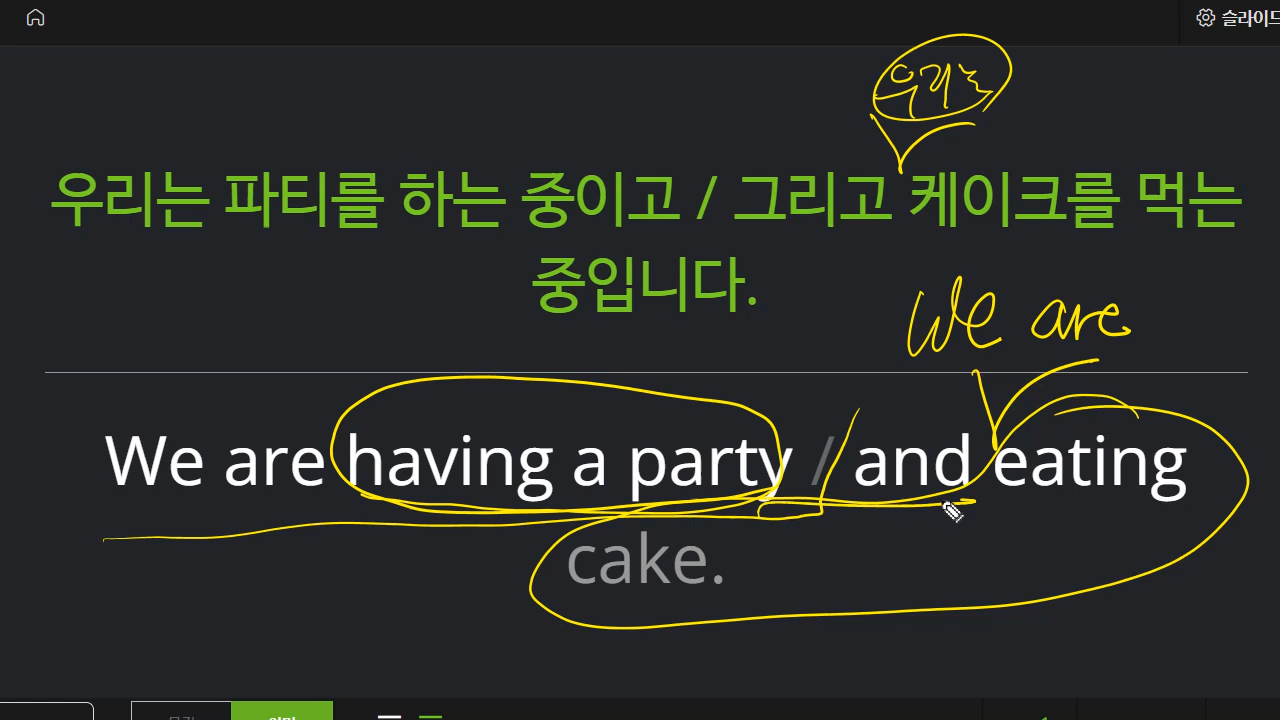 슬라이드
우리는
우리는 파티를 하는 중이고 / 그리고 케이크를 먹는
중입니다.
We are
We are having a party / and eating
cake.